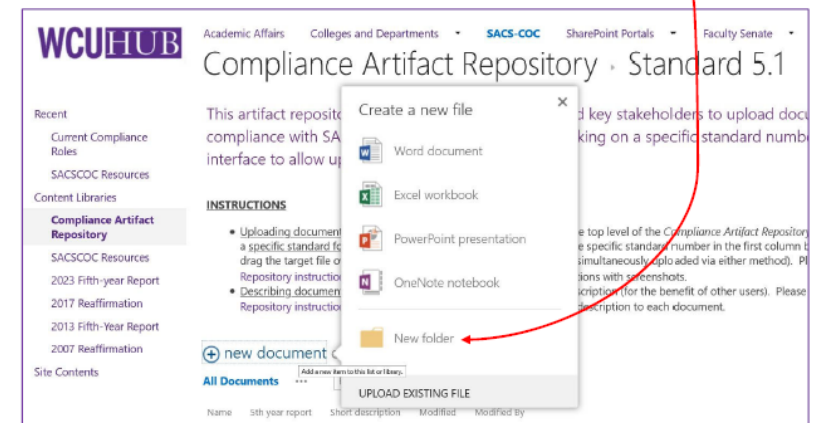 WCUHUB
Academic Affairs Colleges and Departments SACS-COC SharePoint Portals Faculty Senate
Compliance Artifact Repository Standard 5.1
Recent
Current Compliance
Roles
SACSCOC Resources
Content Libraries
Compliance Artifact
Repository
SACSCOC Resources
2023 Fifth-year Report
2017 Reaffirmation
2013 Fifth-Year Report
2007 Reaffirmation
Site Contents
This artifact reposito
d key stakeholders to upload docu
compliance with SA
king on a specific standard numbe
interface to allow up
INSTRUCTIONS
Uploading document
e top level of the Compliance Artifact Repository
a specific standard fo
e specific standard number in the first column b
drag the target file o
simultaneously uploaded via either method). Pl
Repository instructio
ions with screenshots.
Describing documen
scription (for the benefit of other users). Please
Repository instructio
description to each document.
Create a new file
Word document
Excel workbook
PowerPoint presentation
OneNote notebook
New folder
UPLOAD EXISTING FILE
new document
Add a new item to this list or library.
All Documents ...
Name 5th year report Short description Modified Modified By